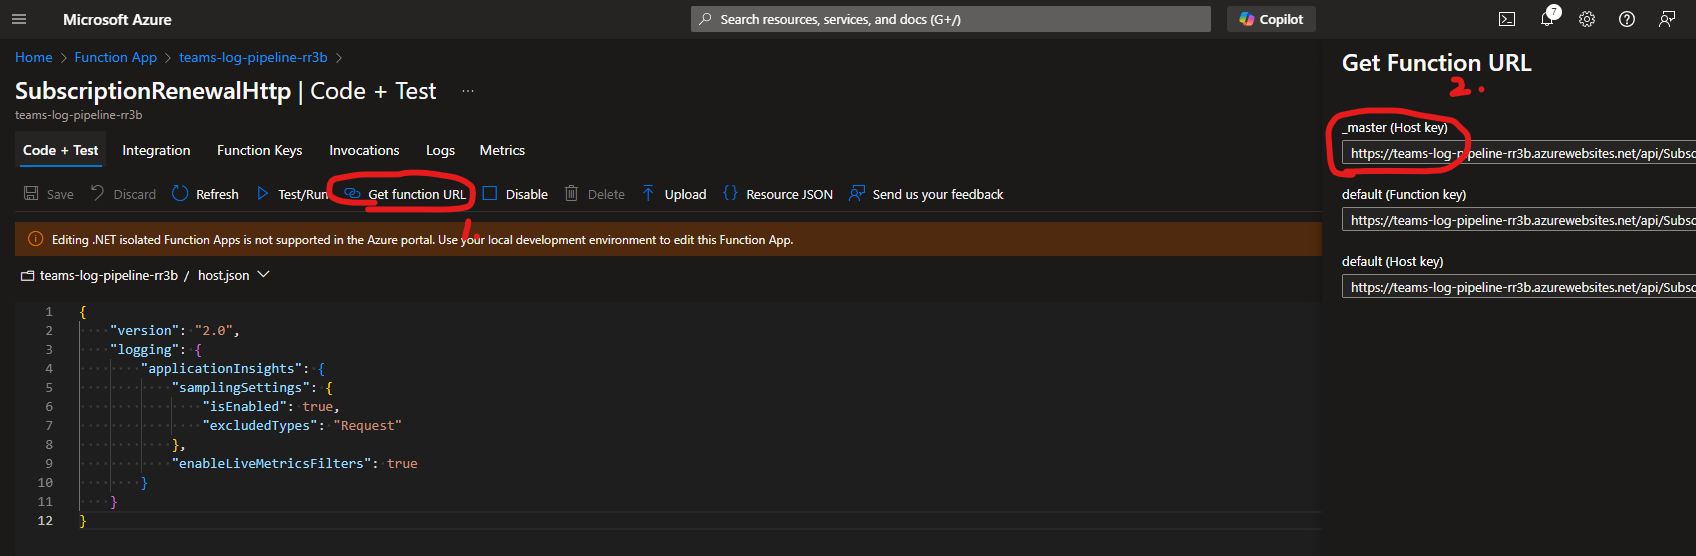 Microsoft Azure
Search resources, services, and docs (G+/)
Copilot
7
Home > Function App > teams-log-pipeline-rr3b >
SubscriptionRenewalHttp | Code + Test ...
teams-log-pipeline-rr3b
Code + Test Integration Function Keys Invocations Logs Metrics
Save Discard Refresh Test/Run Get function URL Disable Delete Upload Resource JSON Send us your feedback
1.
Editing .NET isolated Function Apps is not supported in the Azure portal. Use your local development environment to edit this Function App.
teams-log-pipeline-rr3b / host.json
1 {
2 "version": "2.0",
3 "logging": {
4 "applicationInsights": {
5 "samplingSettings": {
6 "isEnabled": true,
7 "excludedTypes": "Request"
8 },
9 "enableLiveMetricsFilters": true
10 }
11 }
12 }
Get Function URL
2.
_master (Host key)
https://teams-log-pipeline-rr3b.azurewebsites.net/api/Subsc
default (Function key)
https://teams-log-pipeline-rr3b.azurewebsites.net/api/Subsc
default (Host key)
https://teams-log-pipeline-rr3b.azurewebsites.net/api/Subsc